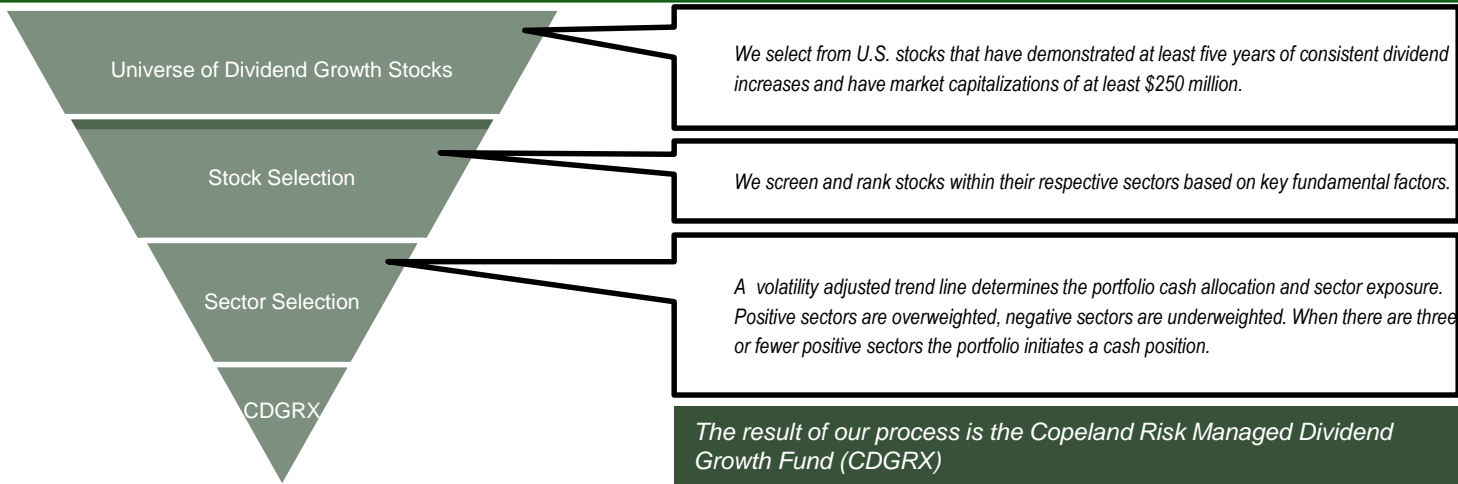 Universe of Dividend Growth Stocks
We select from U.S. stocks that have demonstrated at least five years of consistent dividend
increases and have market capitalizations of at least $250 million.
Stock Selection
We screen and rank stocks within their respective sectors based on key fundamental factors.
Sector Selection
A volatility adjusted trend line determines the portfolio cash allocation and sector exposure.
Positive sectors are overweighted, negative sectors are underweighted. When there are three
or fewer positive sectors the portfolio initiates a cash position.
CDGRX
The result of our process is the Copeland Risk Managed Dividend
Growth Fund (CDGRX)